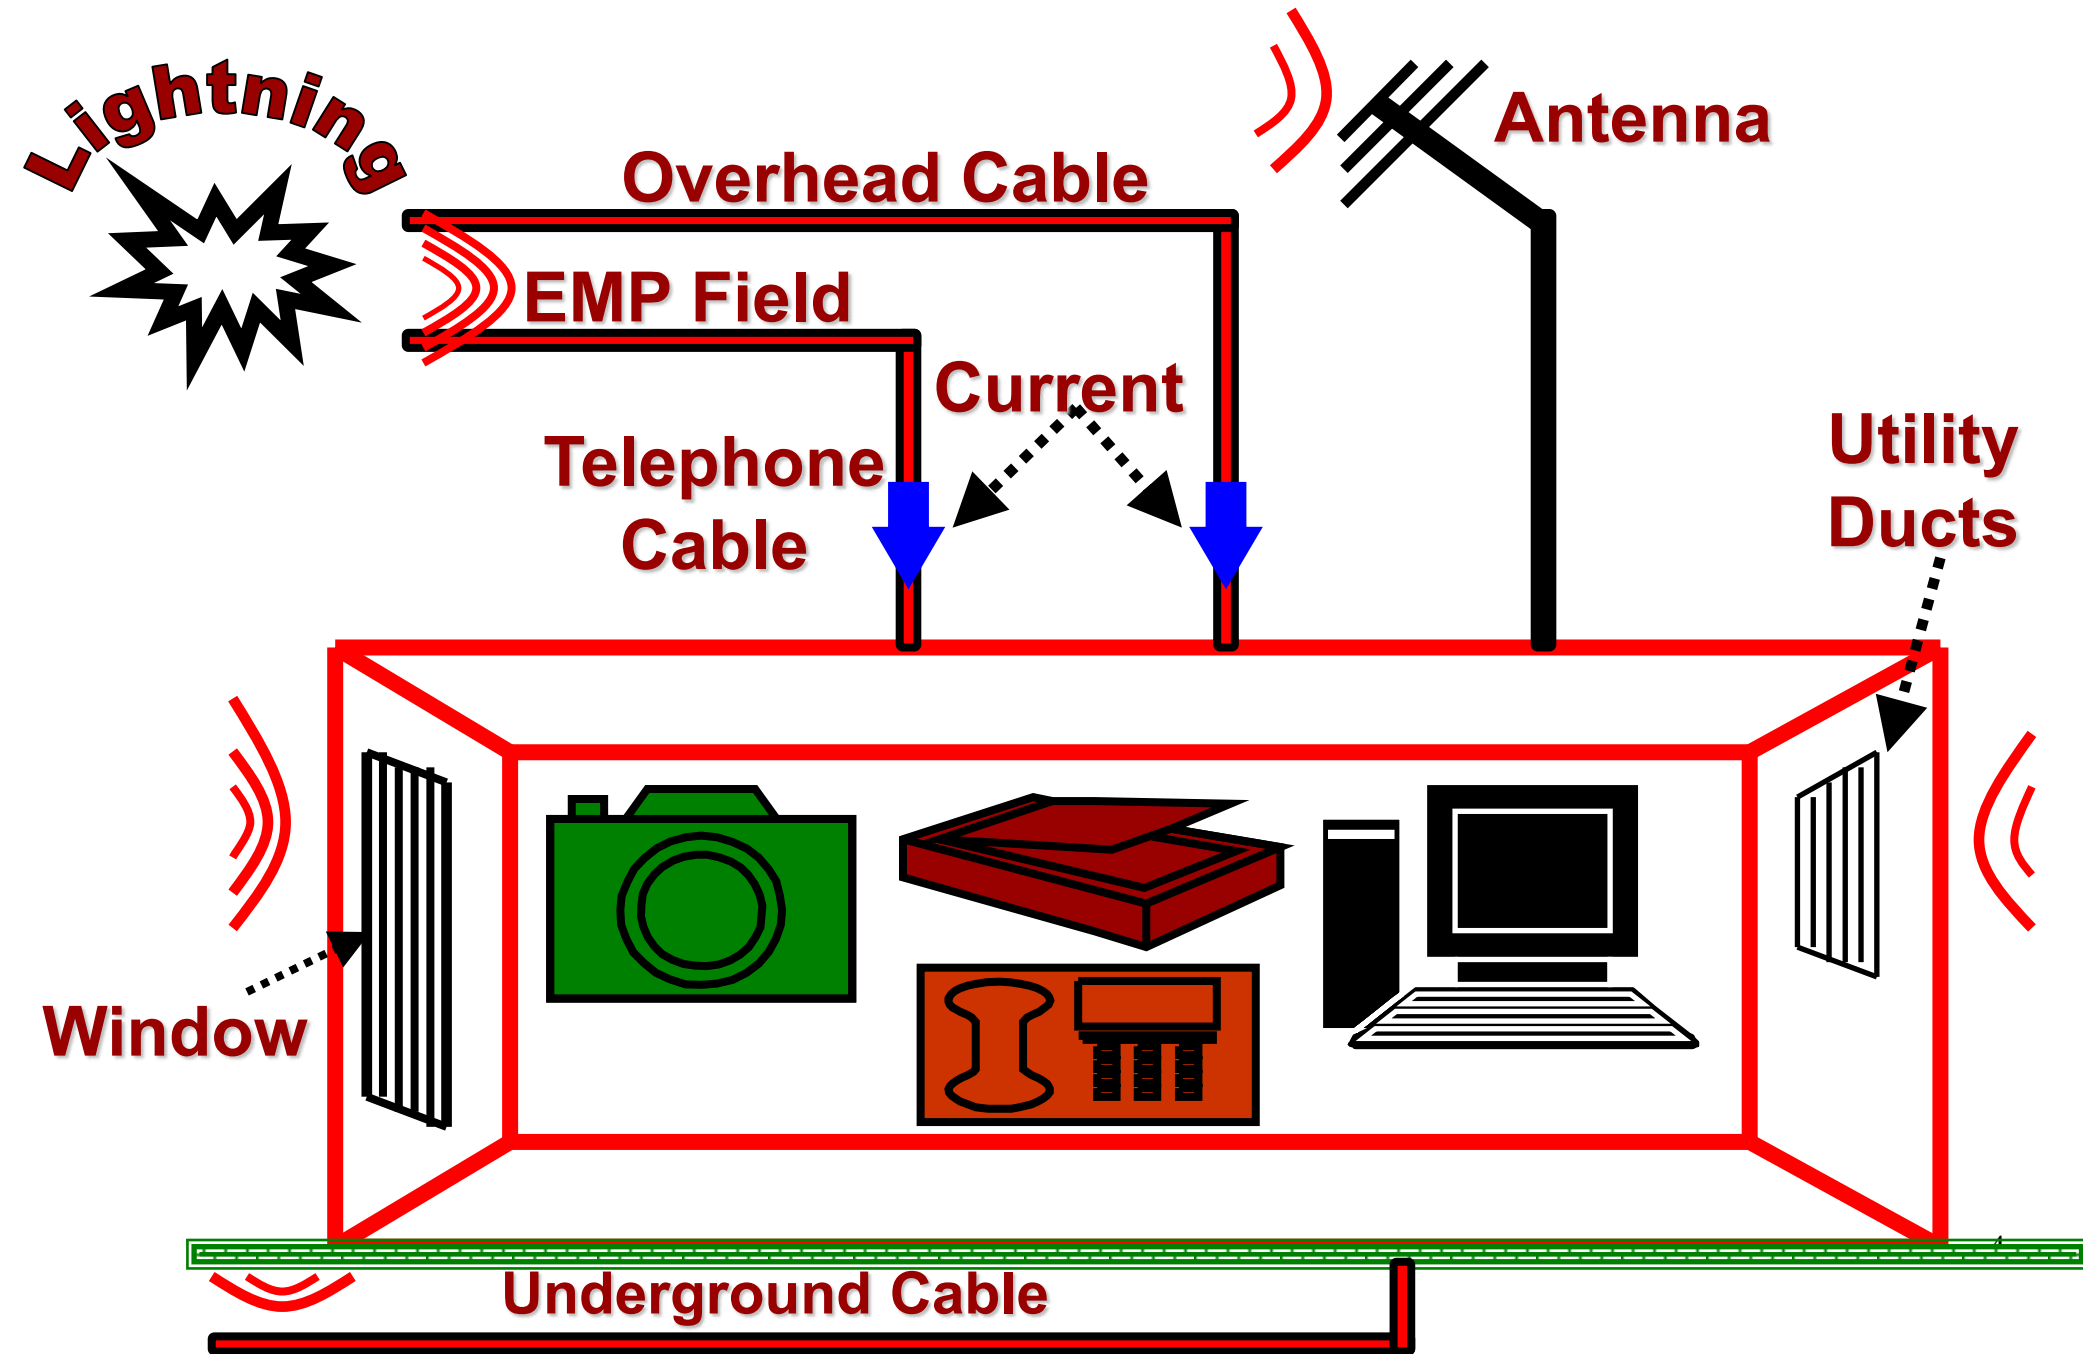 Lightning
Antenna
Overhead Cable
EMP Field
Current
Telephone
Cable
Utility
Ducts
Window
Underground Cable